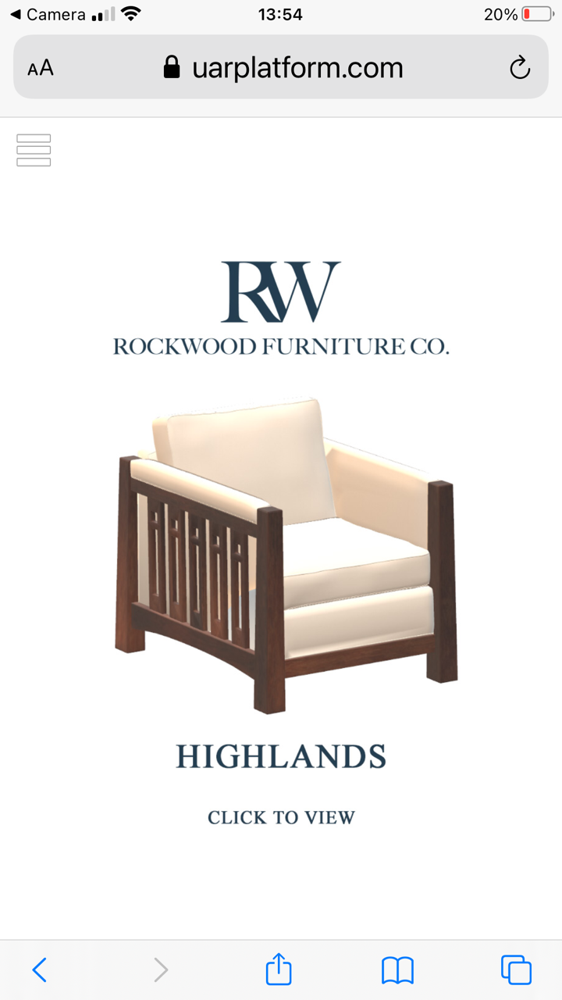 Camera 13:54 20%
AA uarplatform.com
RW
ROCKWOOD FURNITURE CO.
HIGHLANDS
CLICK TO VIEW